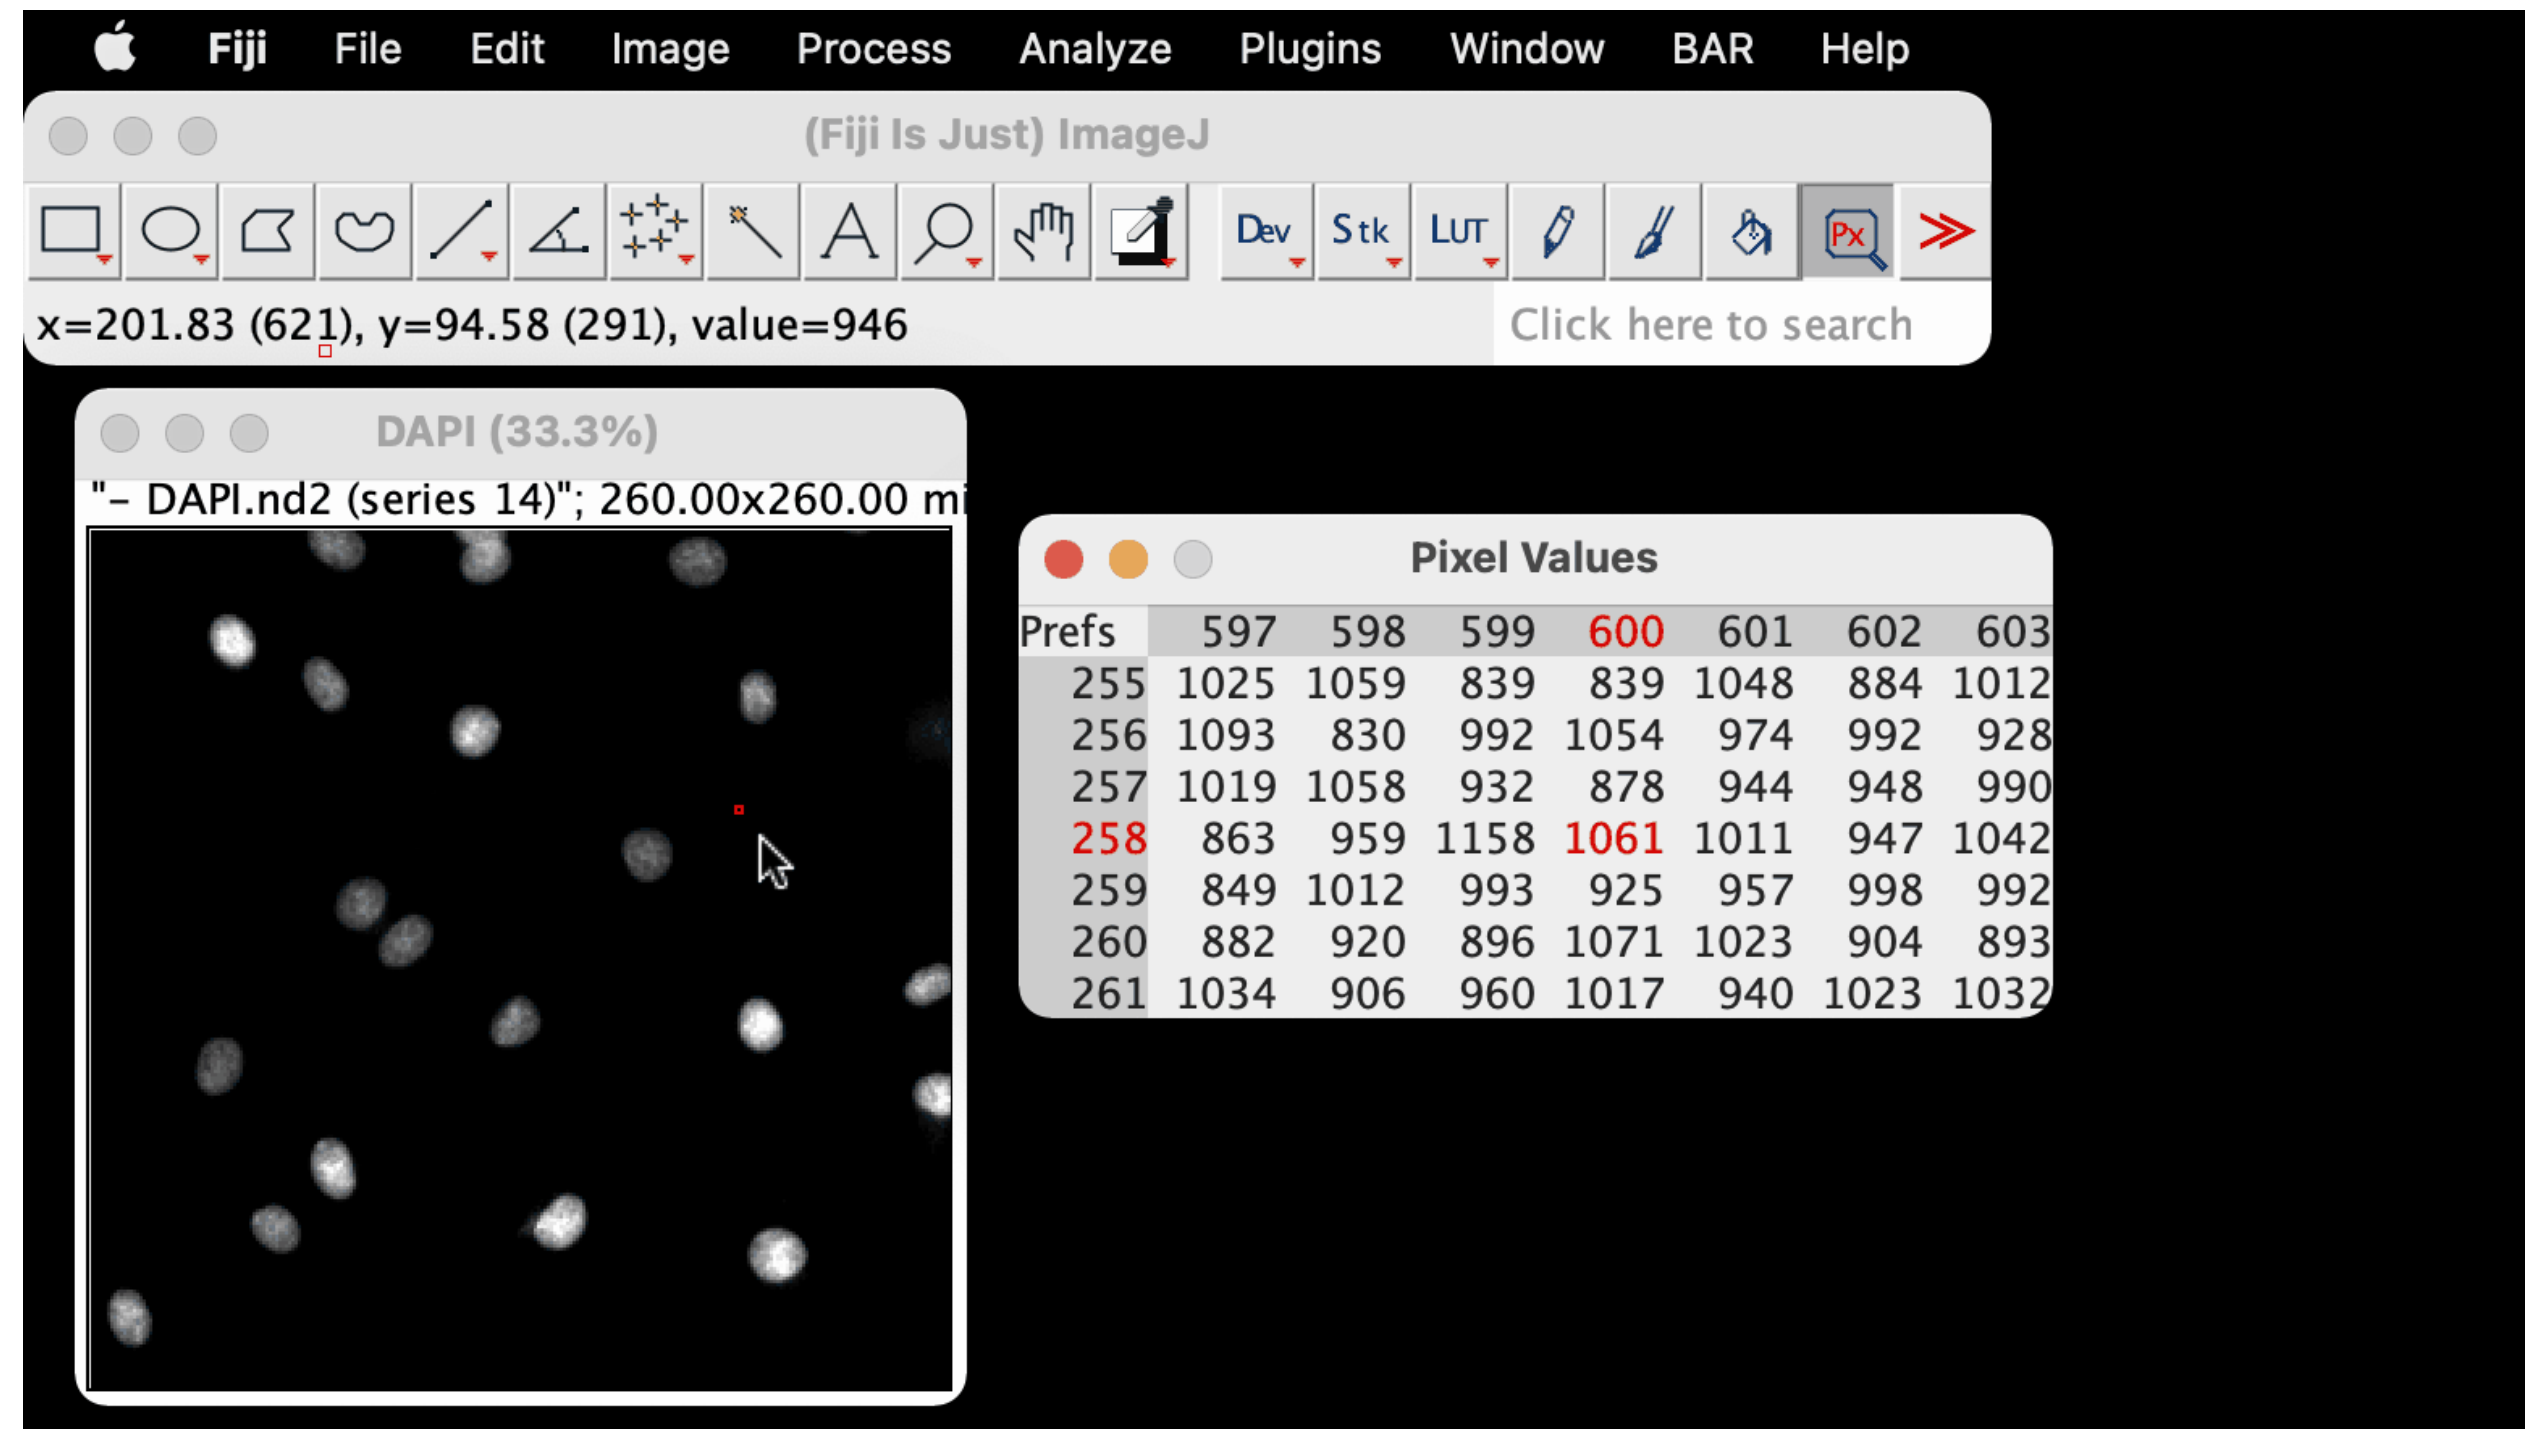 Fiji File Edit Image Process Analyze Plugins Window BAR Help
(Fiji Is Just) ImageJ
A Dev Stk LUT Px >>
x=201.83 (621), y=94.58 (291), value=946 Click here to search
DAPI (33.3%)
"- DAPI.nd2 (series 14)"; 260.00x260.00 mi
Pixel Values
Prefs 597 598 599 600 601 602 603
255 1025 1059 839 839 1048 884 1012
256 1093 830 992 1054 974 992 928
257 1019 1058 932 878 944 948 990
258 863 959 1158 1061 1011 947 1042
259 849 1012 993 925 957 998 992
260 882 920 896 1071 1023 904 893
261 1034 906 960 1017 940 1023 1032